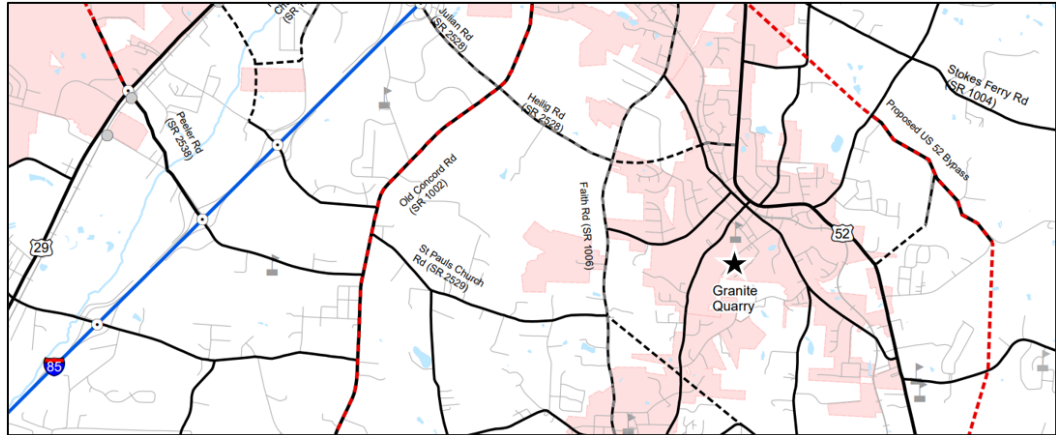 Julian Rd
(SR 2528)
Stokes Ferry Rd
(SR 1004)
Peeler Rd
(SR 2538)
Heilig Rd
(SR 2528)
Proposed US 52 Bypass
Old Concord Rd
(SR 1002)
Faith Rd (SR 1006)
29
52
St Pauls Church
Rd (SR 2529)
Granite
Quarry
85